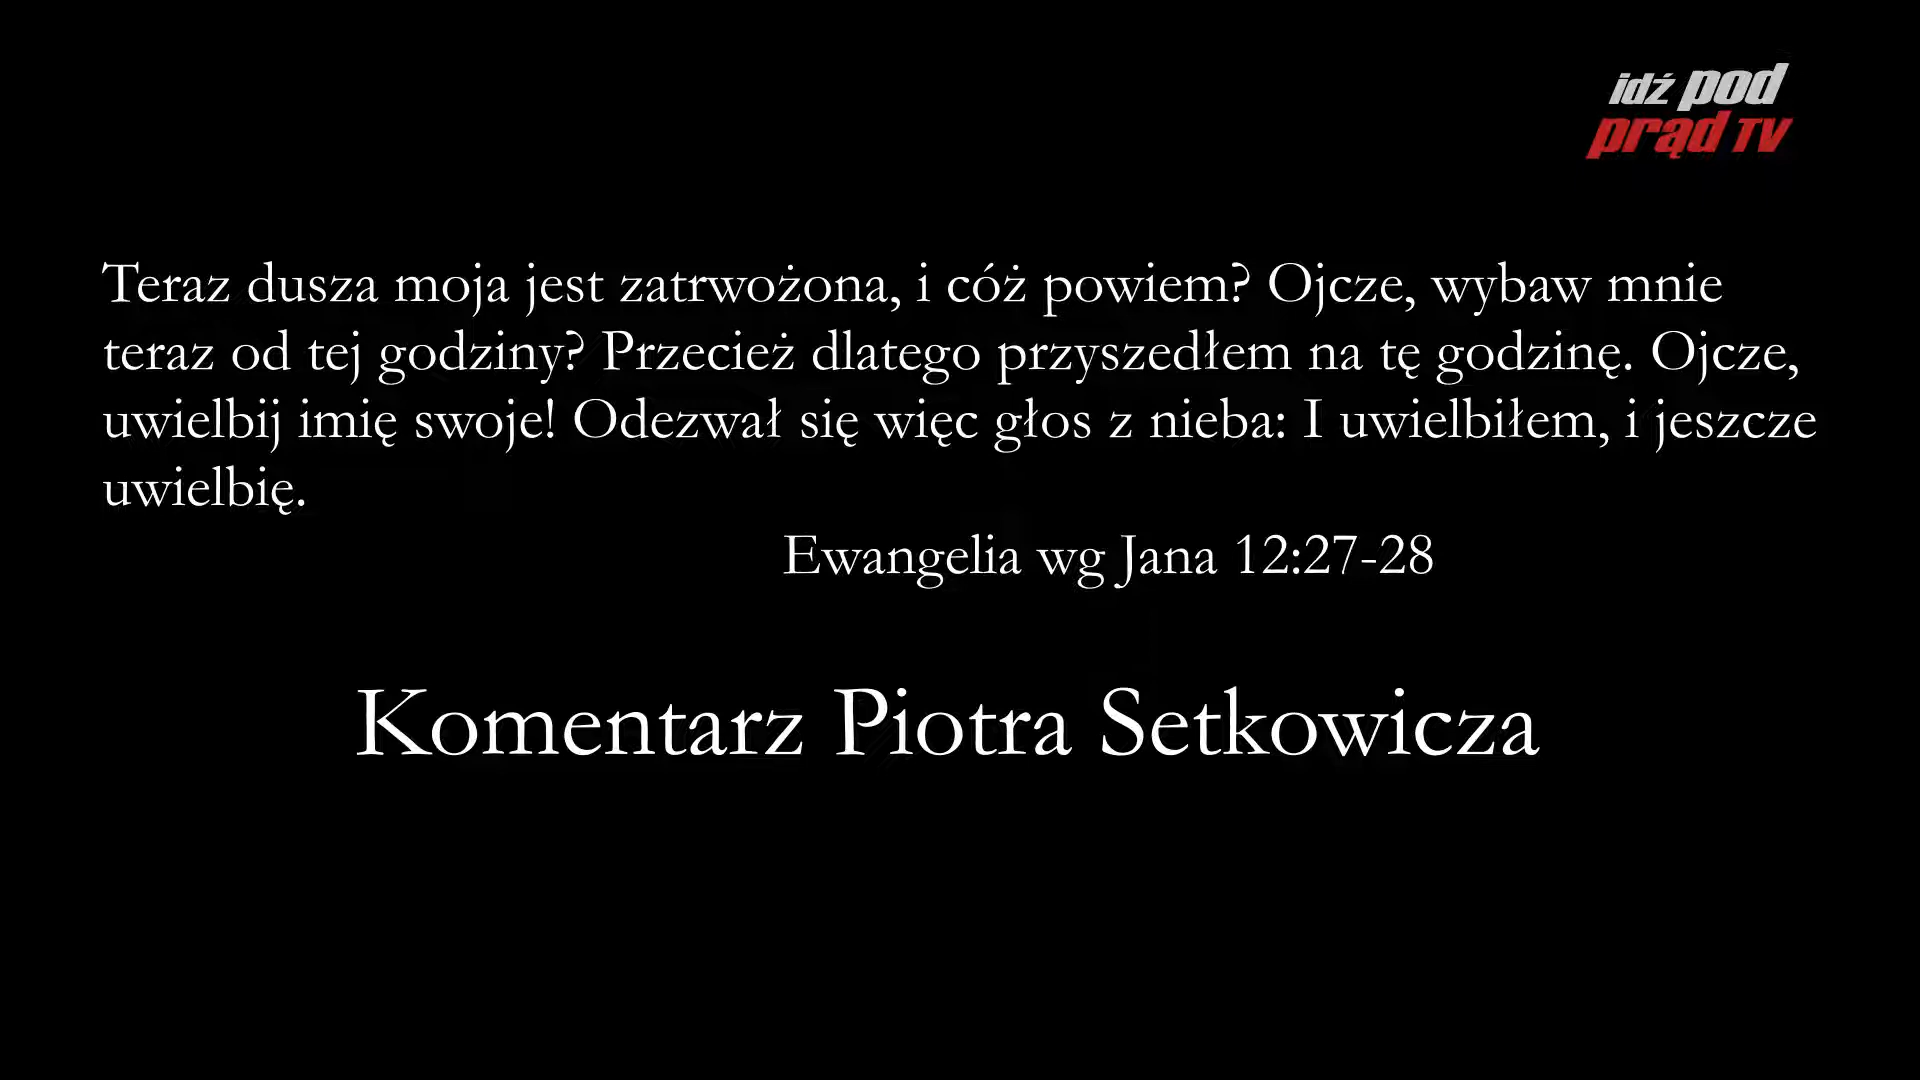 idź pod
prąd TV
Teraz dusza moja jest zatrwożona, i cóż powiem? Ojcze, wybaw mnie
teraz od tej godziny? Przecież dlatego przyszedłem na tę godzinę. Ojcze,
uwielbij imię swoje! Odezwał się więc głos z nieba: I uwielbiłem, i jeszcze
uwielbię.
Ewangelia wg Jana 12:27-28
Komentarz Piotra Setkowicza